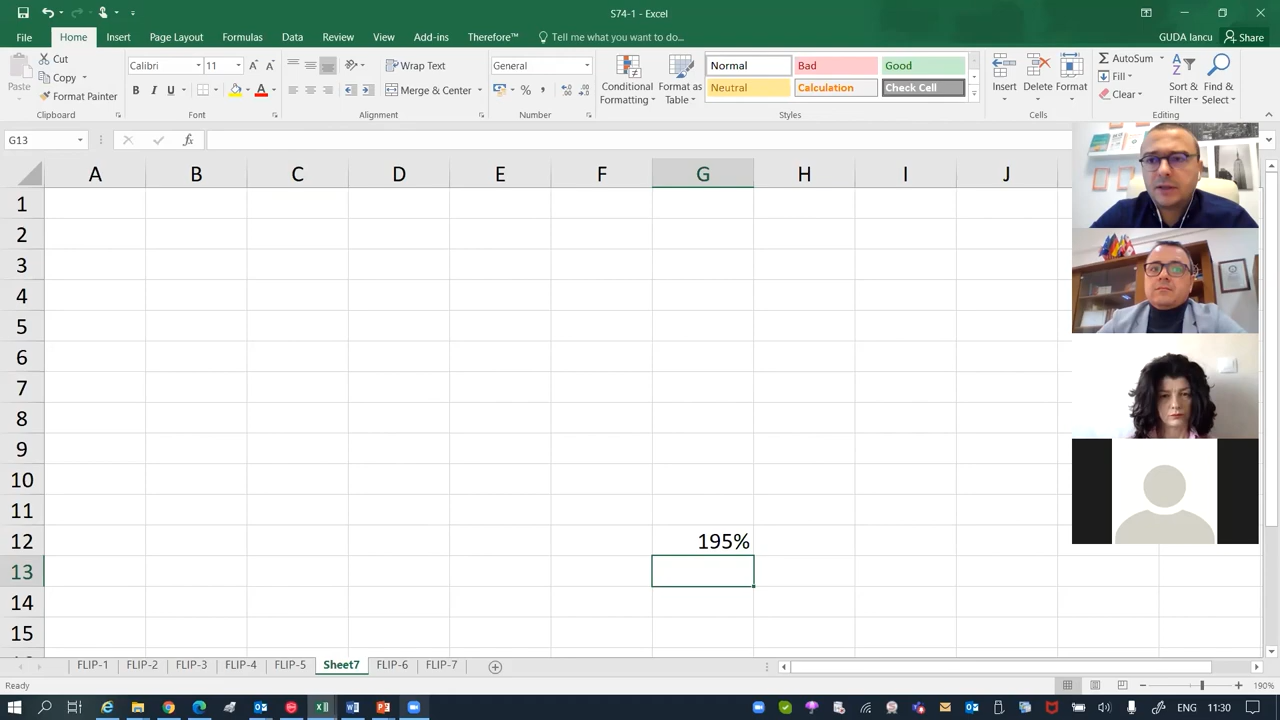 S74-1 - Excel
File Home Insert Page Layout Formulas Data Review View Add-ins Therefore™ Tell me what you want to do... GUDA Iancu Share
Paste
Cut
Copy
Format Painter
Clipboard
Calibri 11
B I U
Font
Wrap Text
Merge & Center
Alignment
General
Number
Conditional Formatting
Format as Table
Normal Bad Good
Neutral Calculation Check Cell
Styles
Insert Delete Format
Cells
AutoSum
Fill
Clear
Sort & Filter
Find & Select
Editing
G13 fx
A B C D E F G H I J
1
2
3
4
5
6
7
8
9
10
11
12 195%
13
14
15
FLIP-1 FLIP-2 FLIP-3 FLIP-4 FLIP-5 Sheet7 FLIP-6 FLIP-7
Ready 190%
ENG 11:30